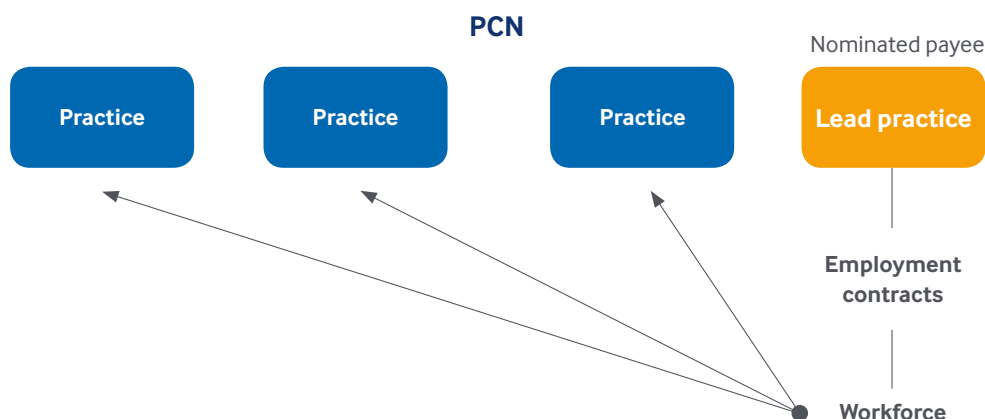 PCN
Nominated payee
Practice
Practice
Practice
Lead practice
Employment
contracts
Workforce